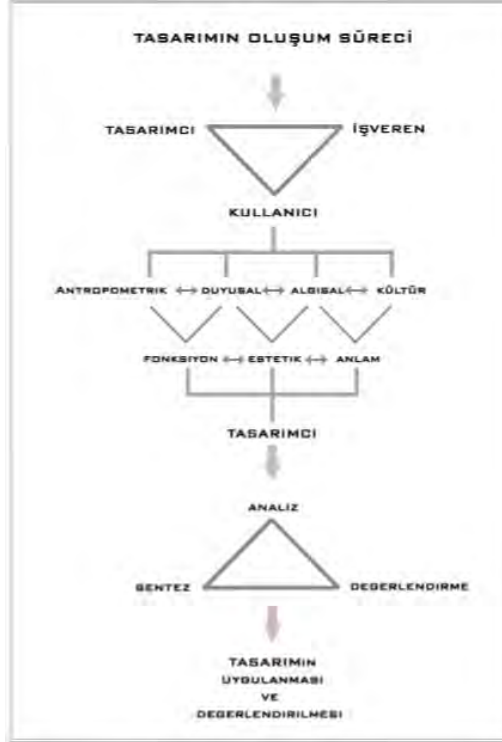 TASARIMIN OLUŞUM SÜRECİ
TASARIMCI İŞVEREN
KULLANICI
ANTROPOMETRIK ↔ DUYUSAL ↔ ALGISAL ↔ KÜLTÜR
FONKSIYON ↔ ESTETIK ↔ ANLAM
TASARIMCI
ANALIZ
SENTEZ DEGERLENDIRME
TASARIMIN
UYGULANMASI
VE
DEGERLENDIRILMESI